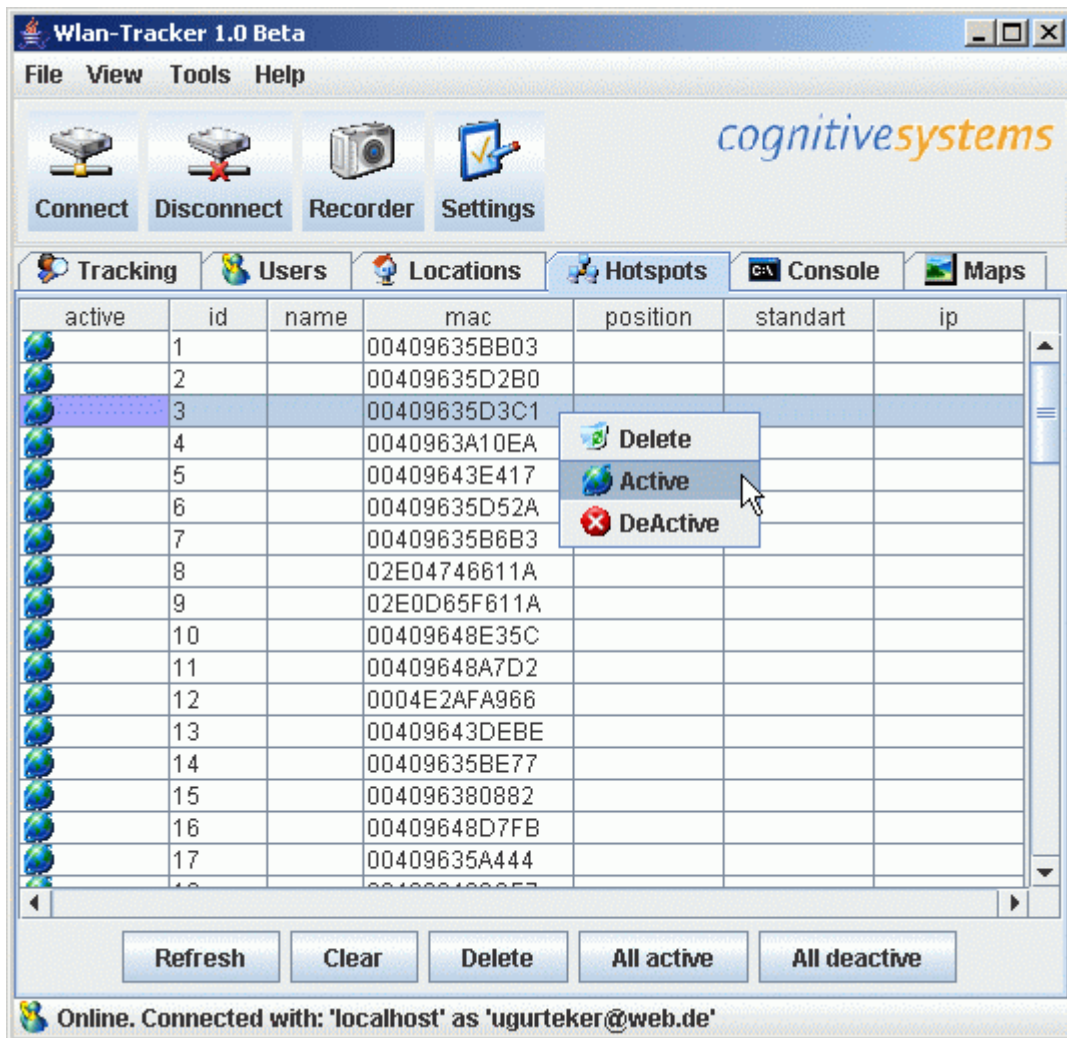 Wlan-Tracker 1.0 Beta
File View Tools Help
cognitivesystems
Connect Disconnect Recorder Settings
Tracking Users Locations Hotspots C:\ Console Maps
active id name mac position standart ip
1 00409635BB03
2 00409635D2B0
3 00409635D3C1
4 0040963A10EA
5 00409643E417
6 00409635D52A
7 00409635B6B3
8 02E04746611A
9 02E0D65F611A
10 00409648E35C
11 00409648A7D2
12 0004E2AFA966
13 00409643DEBE
14 00409635BE77
15 004096380882
16 00409648D7FB
17 00409635A444
Delete
Active
DeActive
Refresh Clear Delete All active All deactive
Online. Connected with: 'localhost' as 'ugurteker@web.de'